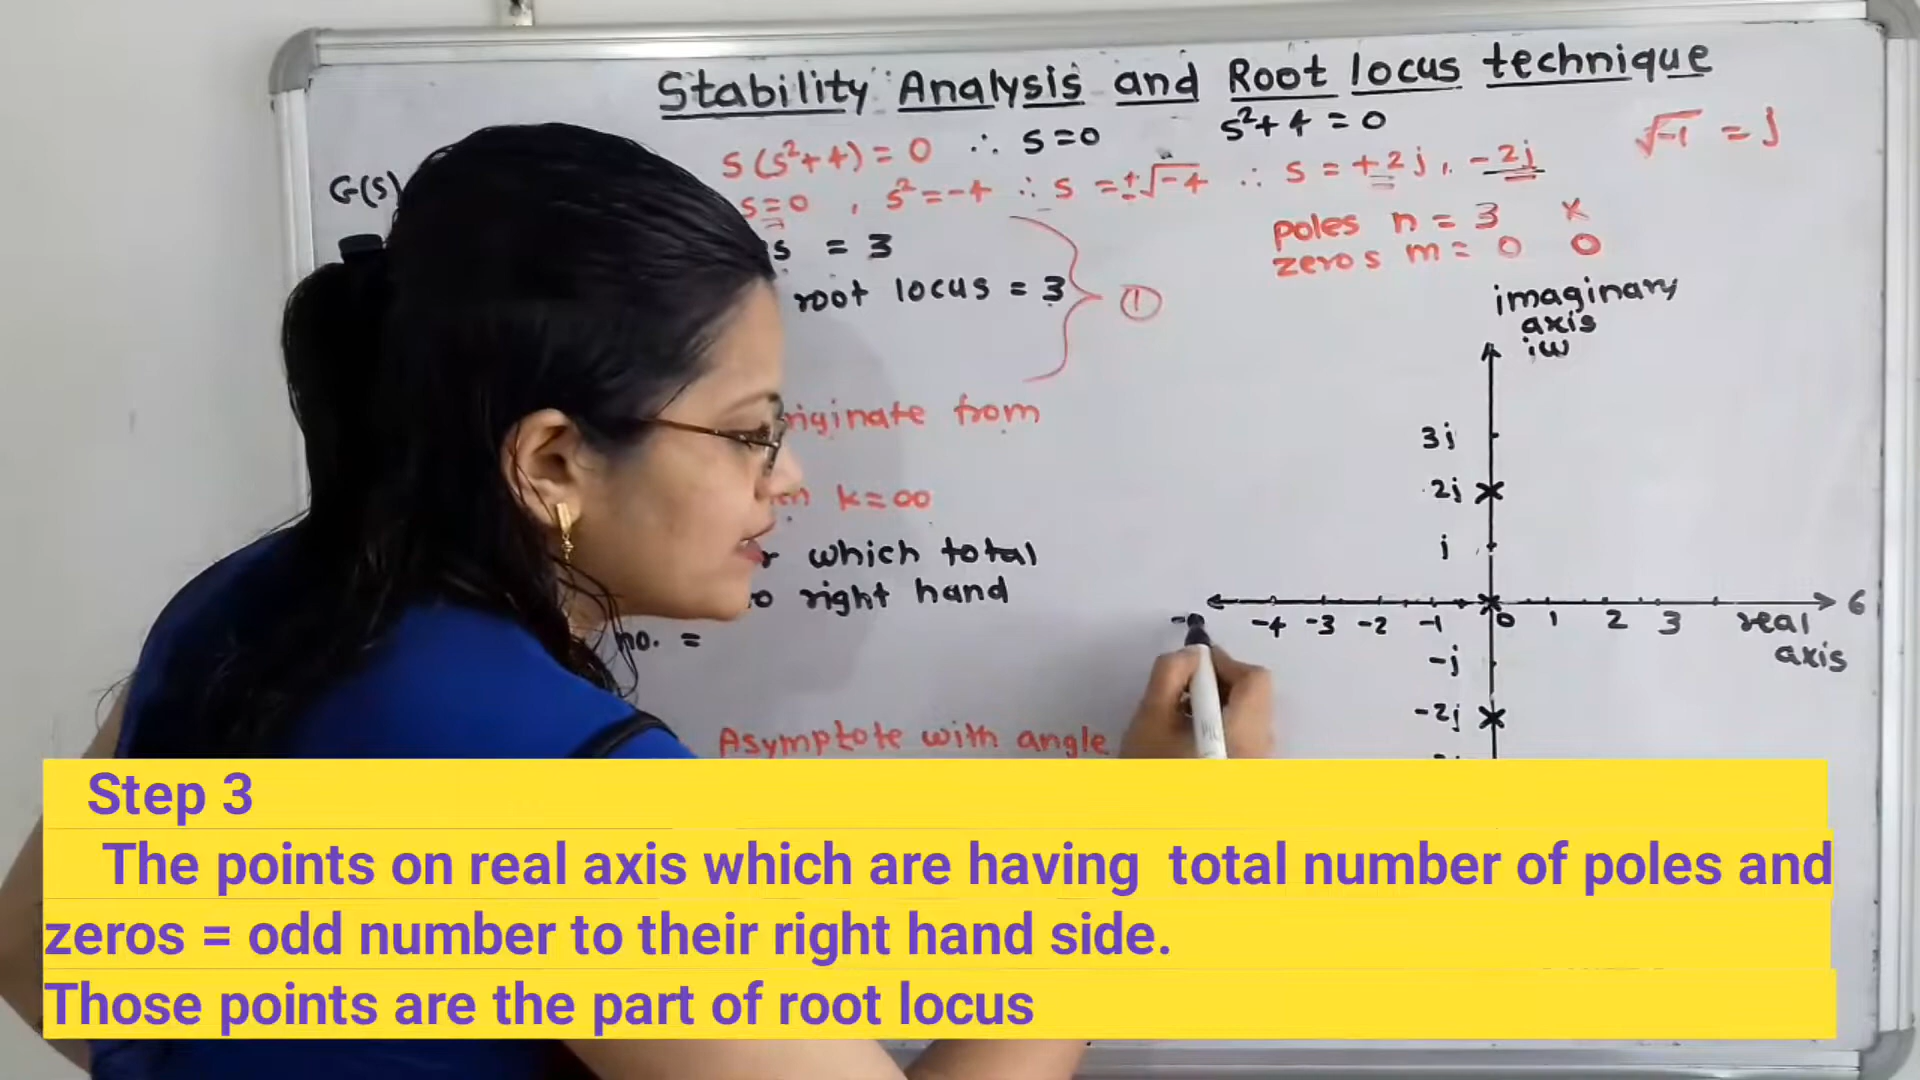 Stability Analysis and Root locus technique
s(s²+4) = 0 ∴ s=0 s²+4 = 0 √-1 = j
G(s)
s=0 , s² = -4 ∴ s = ±√-4 ∴ s = +2j, -2j
poles n = 3 x
= 3
zeros m = 0 o
root locus = 3
①
imaginary
axis
jω
originate from
3j
k=∞
2j
which total
j
to right hand
σ
-4 -3 -2 -1 0 1 2 3 real
axis
no. =
-j
-2j
Asymptote with angle
Step 3
The points on real axis which are having total number of poles and
zeros = odd number to their right hand side.
Those points are the part of root locus